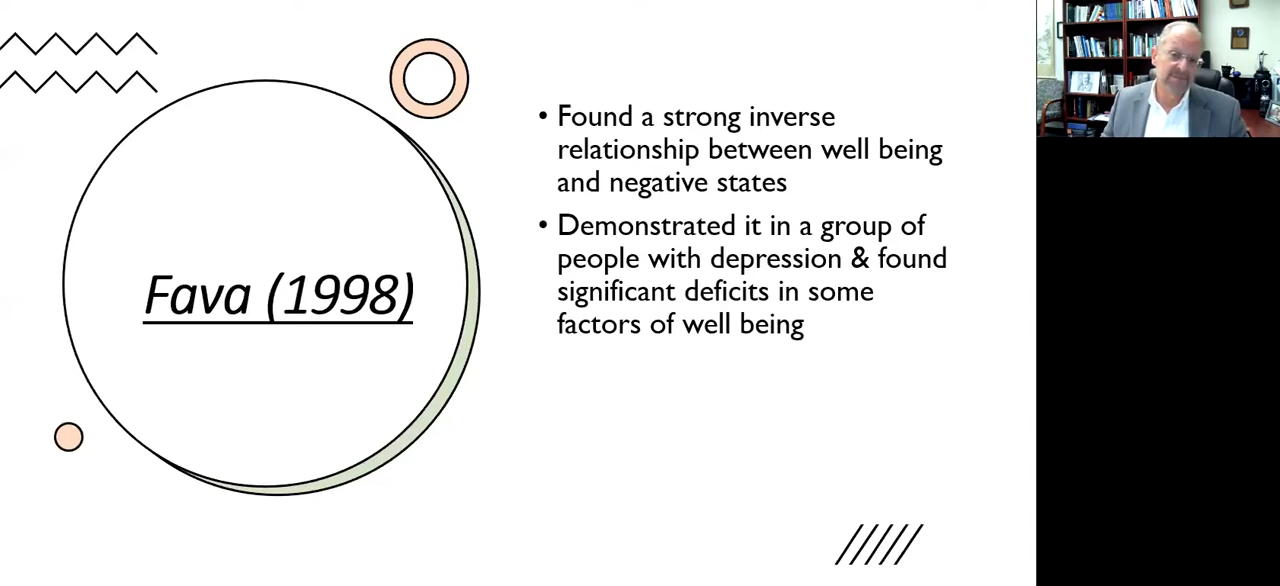 Fava (1998)
• Found a strong inverse
relationship between well being
and negative states
• Demonstrated it in a group of
people with depression & found
significant deficits in some
factors of well being